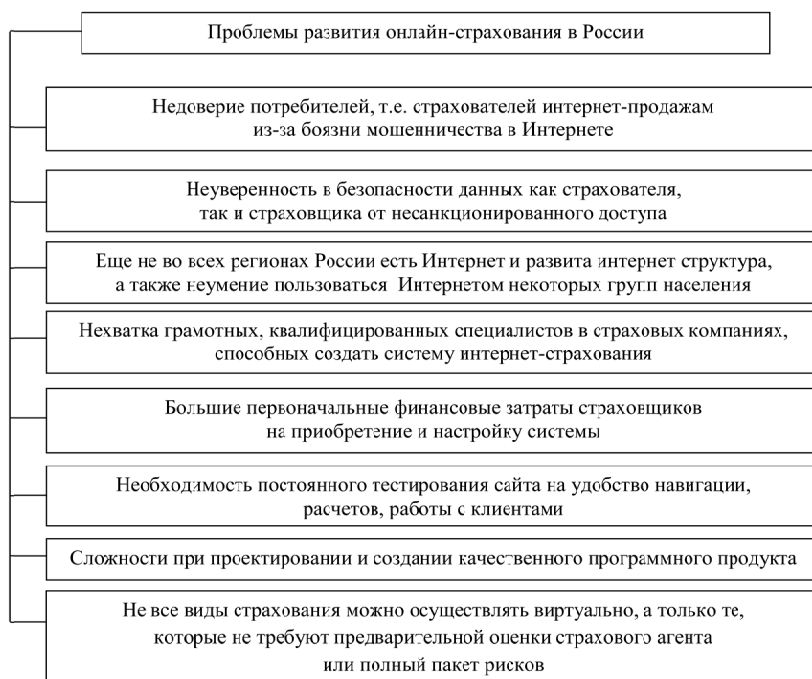 Проблемы развития онлайн-страхования в России
Недоверие потребителей, т.е. страхователей интернет-продажам
из-за боязни мошенничества в Интернете
Неуверенность в безопасности данных как страхователя,
так и страховщика от несанкционированного доступа
Еще не во всех регионах России есть Интернет и развита интернет структура,
а также неумение пользоваться Интернетом некоторых групп населения
Нехватка грамотных, квалифицированных специалистов в страховых компаниях,
способных создать систему интернет-страхования
Большие первоначальные финансовые затраты страховщиков
на приобретение и настройку системы
Необходимость постоянного тестирования сайта на удобство навигации,
расчетов, работы с клиентами
Сложности при проектировании и создании качественного программного продукта
Не все виды страхования можно осуществлять виртуально, а только те,
которые не требуют предварительной оценки страхового агента
или полный пакет рисков